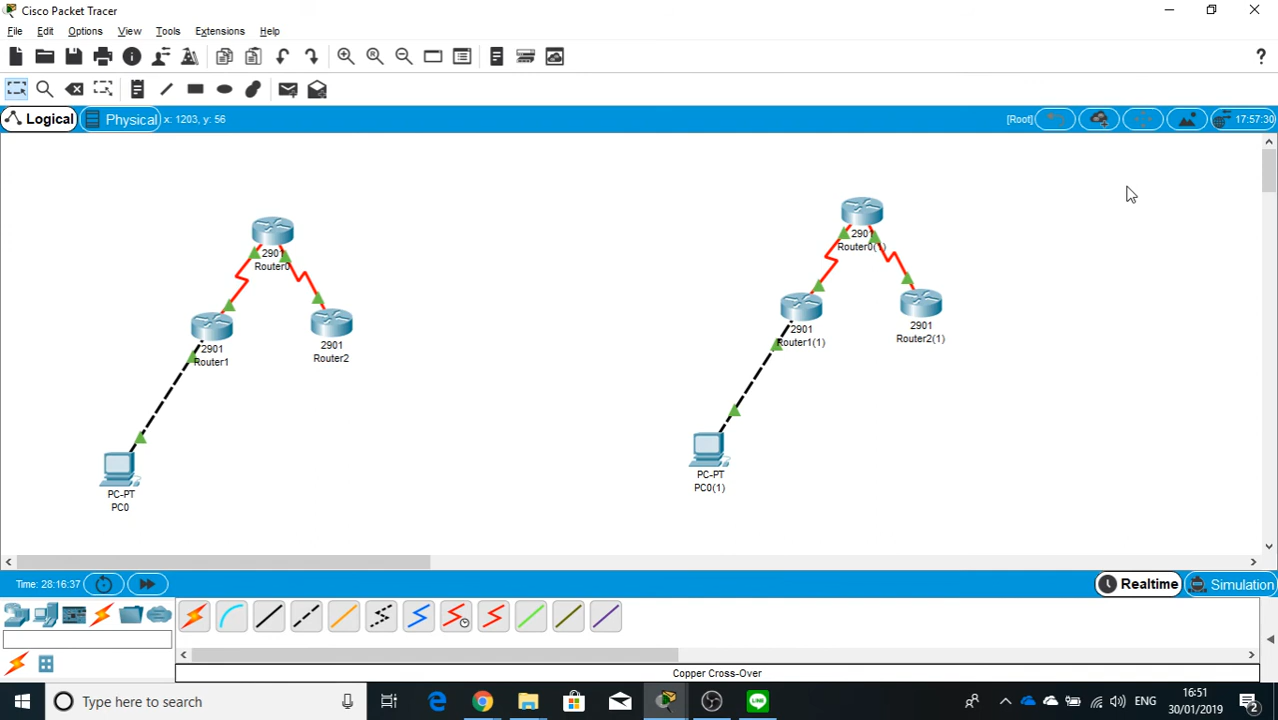 Cisco Packet Tracer
File Edit Options View Tools Extensions Help
?
Logical Physical x: 1203, y: 56 [Root] 17:57:30
2901
Router0
2901
Router1
2901
Router2
PC-PT
PC0
2901
Router0(1)
2901
Router1(1)
2901
Router2(1)
PC-PT
PC0(1)
Time: 28:16:37 Realtime Simulation
Copper Cross-Over
Type here to search
ENG
16:51
30/01/2019
2